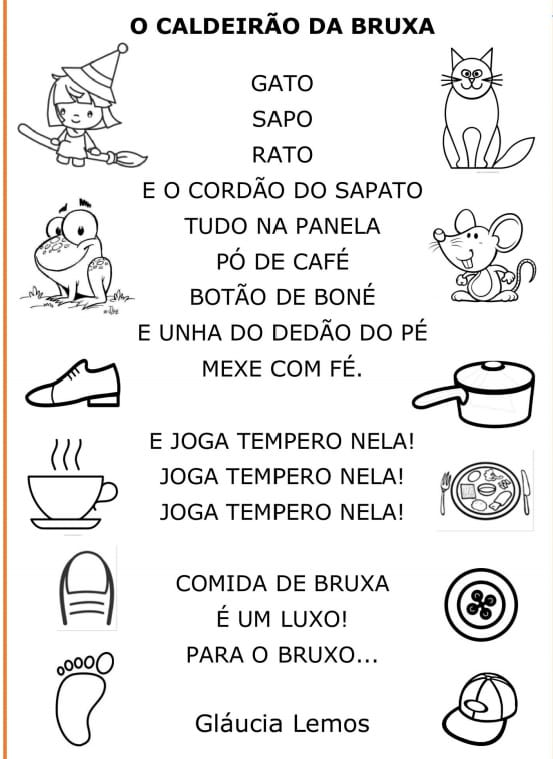 O CALDEIRÃO DA BRUXA
GATO
SAPO
RATO
E O CORDÃO DO SAPATO
TUDO NA PANELA
PÓ DE CAFÉ
BOTÃO DE BONÉ
E UNHA DO DEDÃO DO PÉ
MEXE COM FÉ.
E JOGA TEMPERO NELA!
JOGA TEMPERO NELA!
JOGA TEMPERO NELA!
COMIDA DE BRUXA
É UM LUXO!
PARA O BRUXO...
Gláucia Lemos